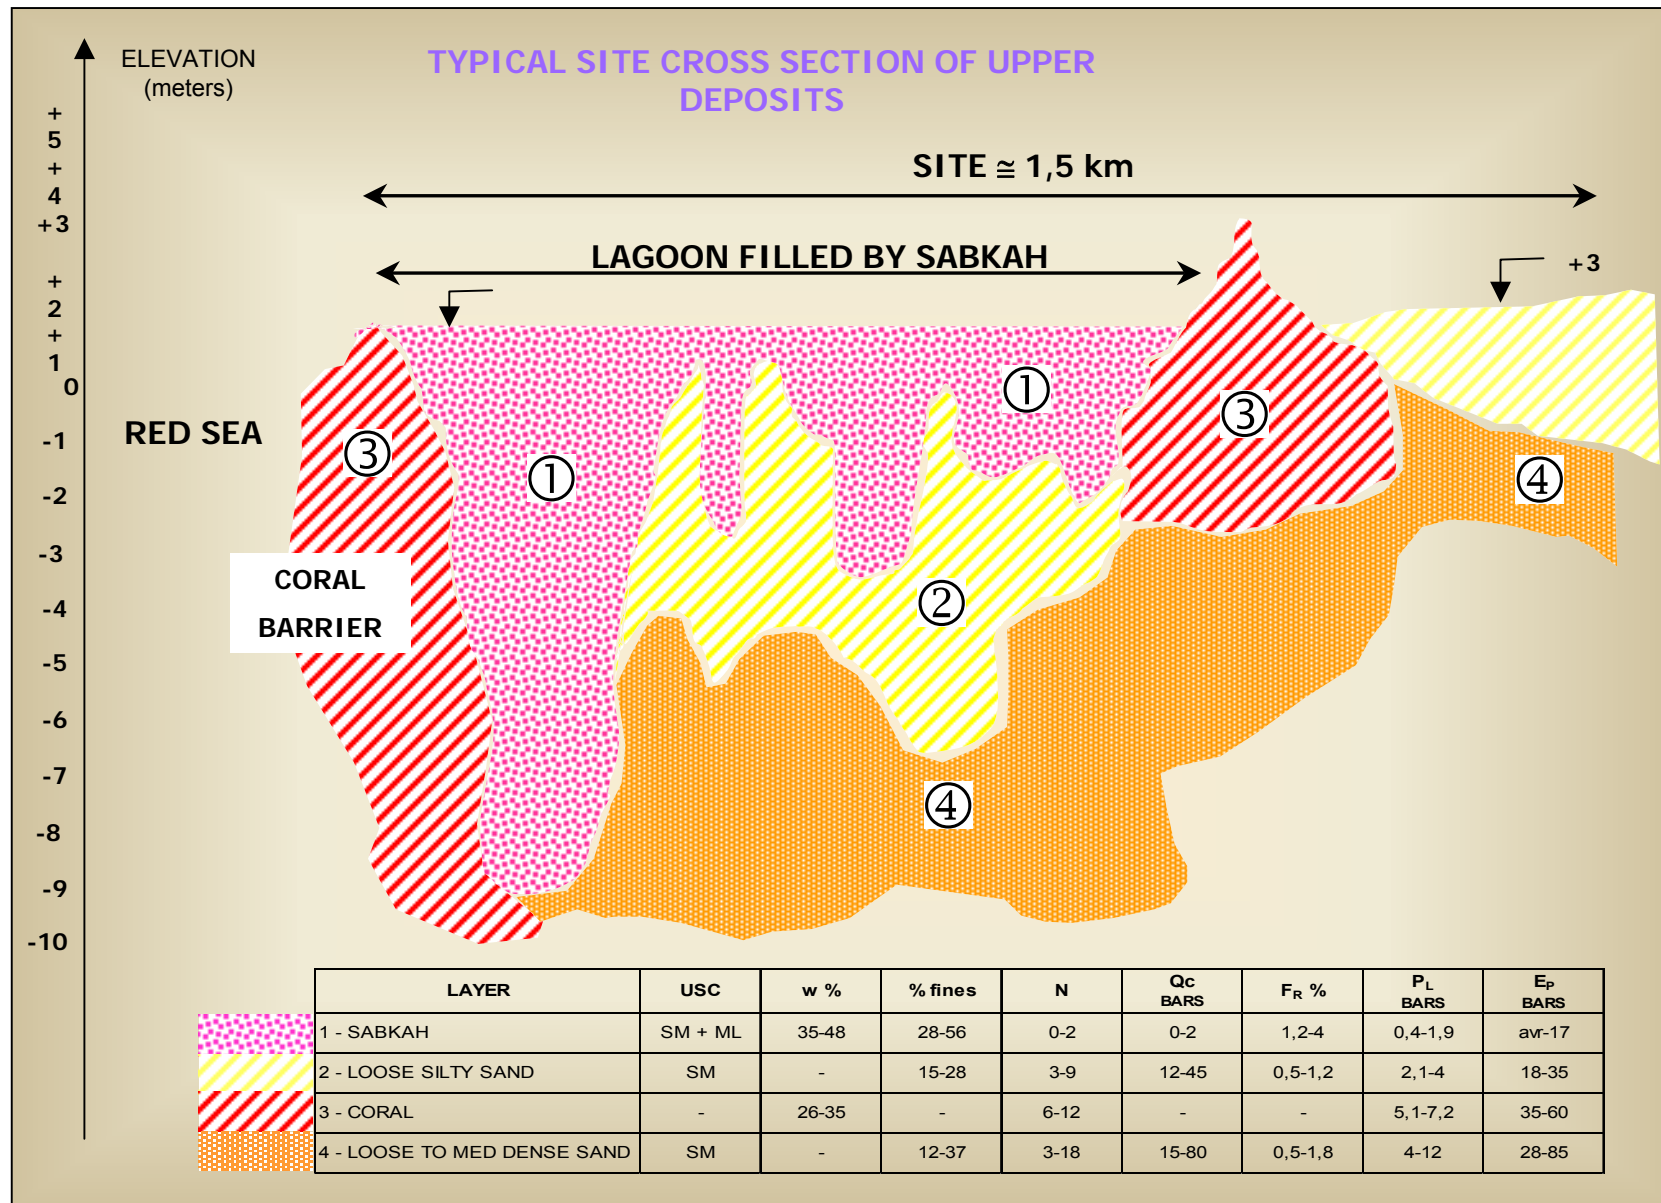 ELEVATION
(meters)
TYPICAL SITE CROSS SECTION OF UPPER
DEPOSITS
+
5
+
4
+3
+
2
+
1
0
-1
-2
-3
-4
-5
-6
-7
-8
-9
-10
SITE ≅ 1,5 km
LAGOON FILLED BY SABKAH
+3
RED SEA
CORAL
BARRIER
③
①
①
③
④
②
④
LAYER USC w % % fines N Qc BARS FR % PL BARS EP BARS
1 - SABKAH SM + ML 35-48 28-56 0-2 0-2 1,2-4 0,4-1,9 avr-17
2 - LOOSE SILTY SAND SM - 15-28 3-9 12-45 0,5-1,2 2,1-4 18-35
3 - CORAL - 26-35 - 6-12 - - 5,1-7,2 35-60
4 - LOOSE TO MED DENSE SAND SM - 12-37 3-18 15-80 0,5-1,8 4-12 28-85